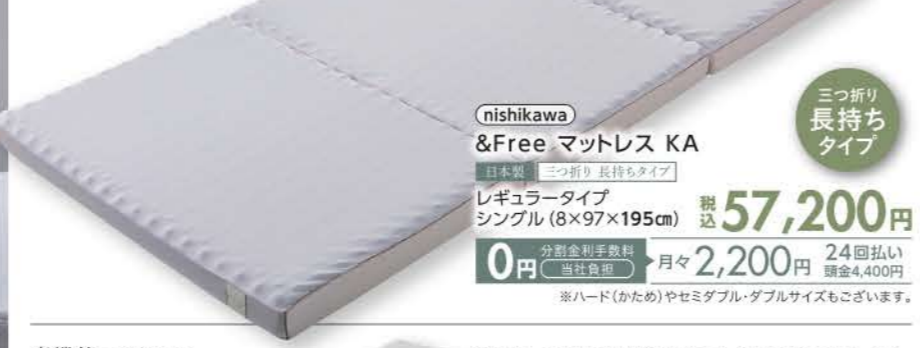 三つ折り
長持ち
タイプ
nishikawa
&Free マットレス KA
日本製 三つ折り 長持ちタイプ
レギュラータイプ
シングル(8×97×195㎝)
税込57,200円
0円 分割金利手数料 当社負担 月々2,200円 24回払い 頭金4,400円
※ハード(かため)やセミダブル・ダブルサイズもございます。